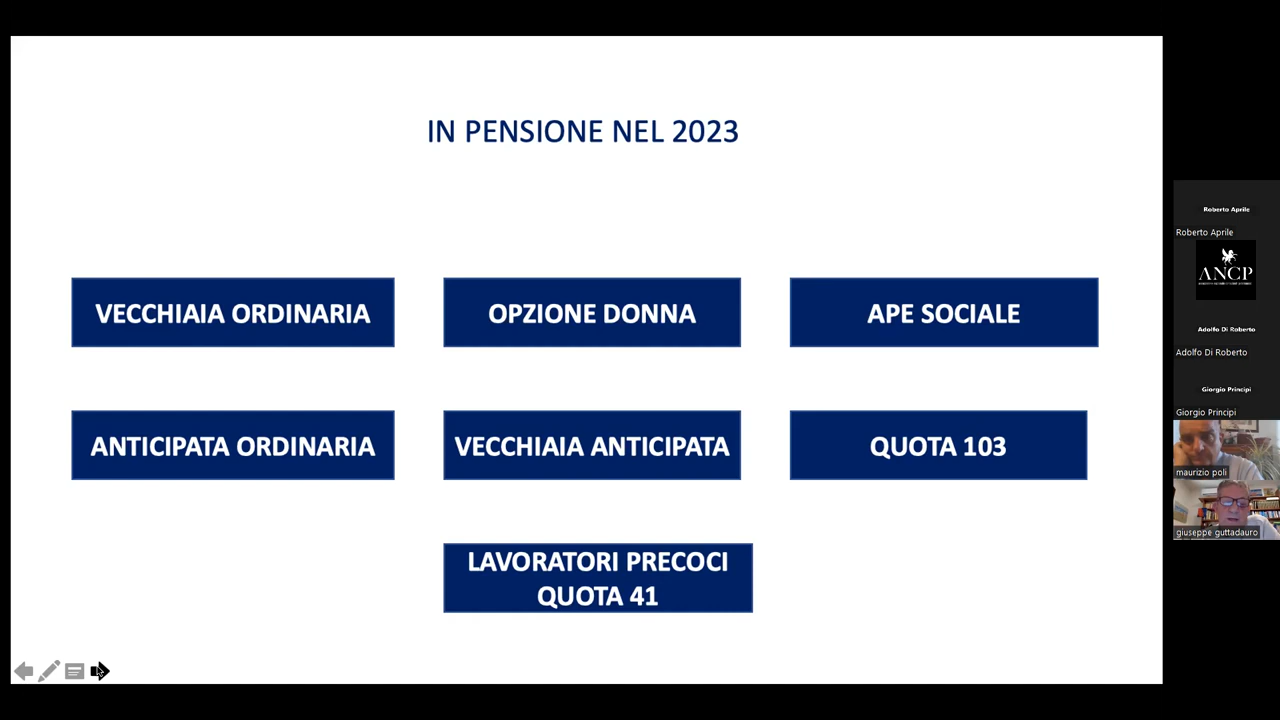 IN PENSIONE NEL 2023
VECCHIAIA ORDINARIA
OPZIONE DONNA
APE SOCIALE
ANTICIPATA ORDINARIA
VECCHIAIA ANTICIPATA
QUOTA 103
LAVORATORI PRECOCI
QUOTA 41
Roberto Aprile
Roberto Aprile
ANCP
Adolfo Di Roberto
Adolfo Di Roberto
Giorgio Principi
Giorgio Principi
maurizio poli
giuseppe guttadauro